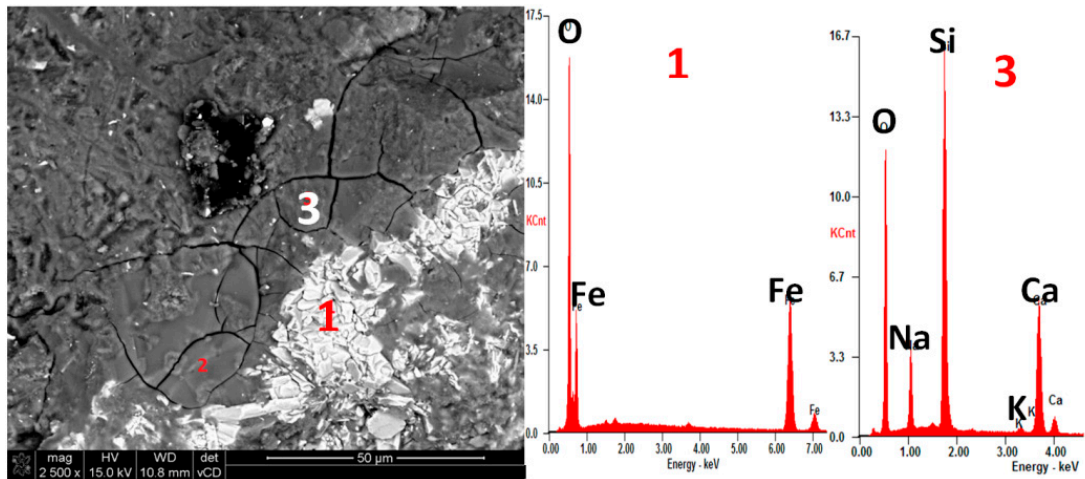 3
1
2
mag HV WD det
2 500 x 15.0 kV 10.8 mm vCD
50 µm
17.5
14.0
10.5
KCnt
7.0
3.5
0.0
O
Fe
Fe
Fe
Fe
Fe
1
0.00 1.00 2.00 3.00 4.00 5.00 6.00 7.00
Energy - keV
16.7
13.3
10.0
KCnt
6.7
3.3
0.0
Si
O
O
Na
K
K
K
Ca
Ca
Ca
3
0.00 1.00 2.00 3.00 4.00
Energy - keV